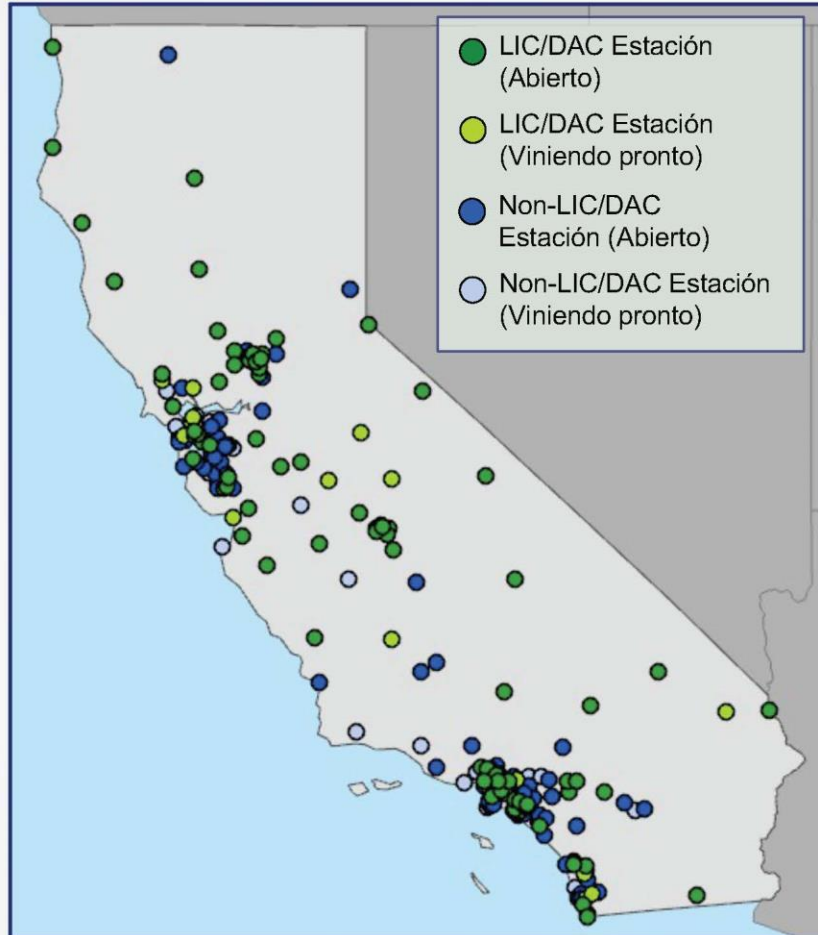 LIC/DAC Estación
(Abierto)
LIC/DAC Estación
(Viniendo pronto)
Non-LIC/DAC
Estación (Abierto)
Non-LIC/DAC Estación
(Viniendo pronto)